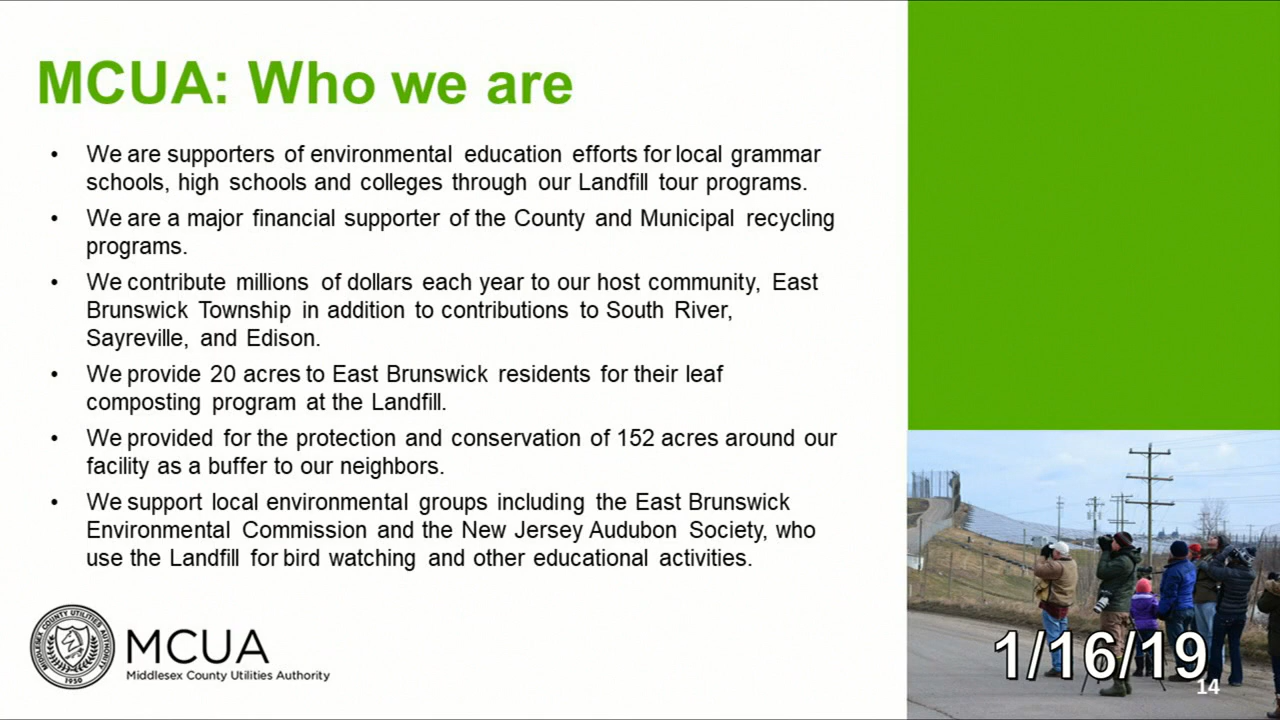 MCUA: Who we are
• We are supporters of environmental education efforts for local grammar
schools, high schools and colleges through our Landfill tour programs.
• We are a major financial supporter of the County and Municipal recycling
programs.
• We contribute millions of dollars each year to our host community, East
Brunswick Township in addition to contributions to South River,
Sayreville, and Edison.
• We provide 20 acres to East Brunswick residents for their leaf
composting program at the Landfill.
• We provided for the protection and conservation of 152 acres around our
facility as a buffer to our neighbors.
• We support local environmental groups including the East Brunswick
Environmental Commission and the New Jersey Audubon Society, who
use the Landfill for bird watching and other educational activities.
MIDDLESEX COUNTY UTILITIES AUTHORITY
1950
MCUA
Middlesex County Utilities Authority
1/16/19
14